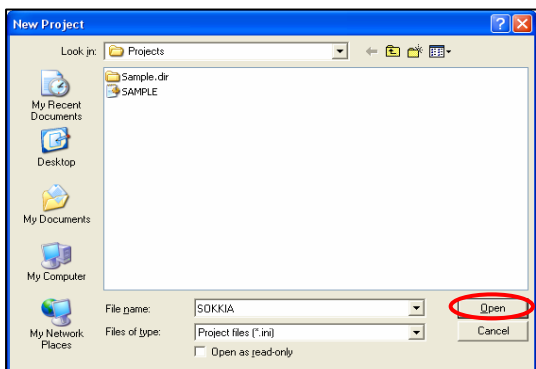 New Project
Look in: Projects
Sample.dir
SAMPLE
My Recent
Documents
Desktop
My Documents
My Computer
My Network
Places
File name: SOKKIA Open
Files of type: Project files (*.ini) Cancel
Open as read-only